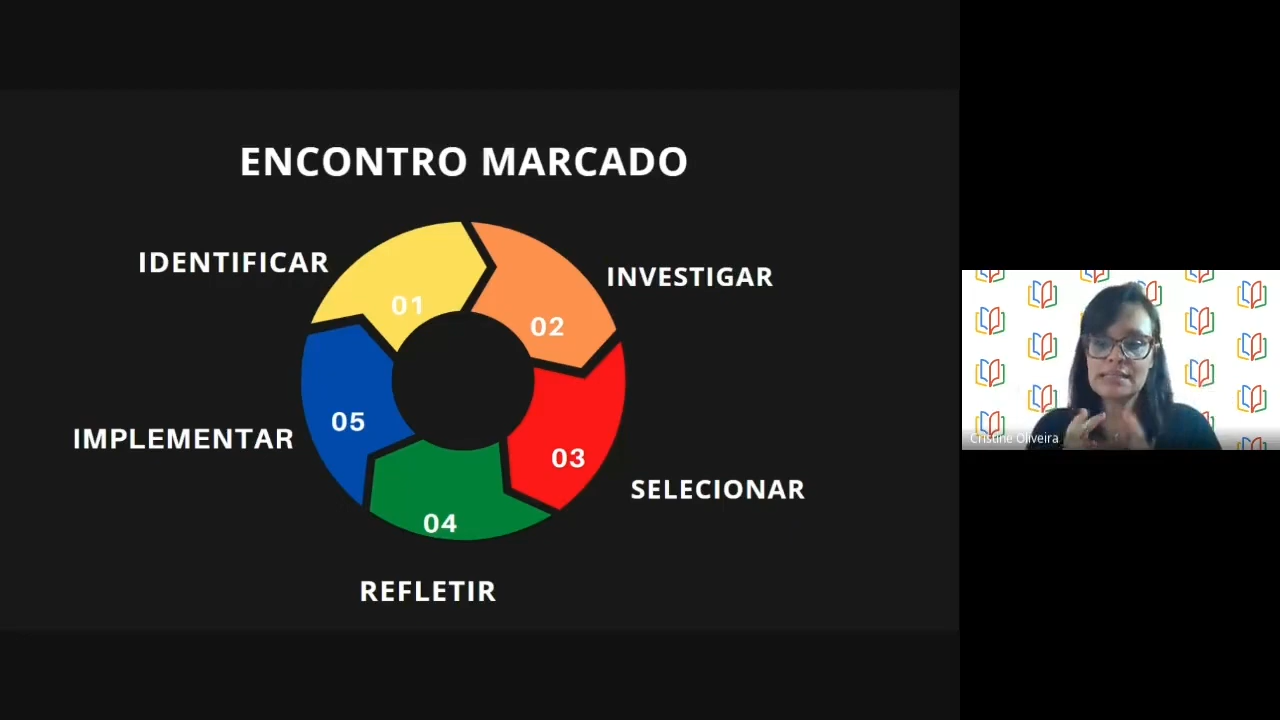 ENCONTRO MARCADO
IDENTIFICAR
INVESTIGAR
01
02
05
IMPLEMENTAR
03
SELECIONAR
04
REFLETIR
Cristine Oliveira